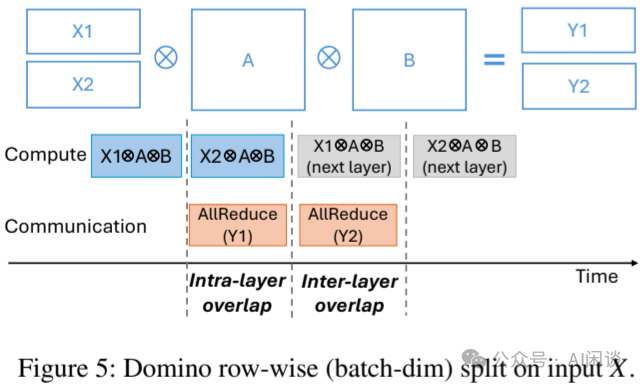 X1
X2
⊗
A
⊗
B
=
Y1
Y2
Compute
X1⊗A⊗B
X2⊗A⊗B
X1⊗A⊗B
(next layer)
X2⊗A⊗B
(next layer)
Communication
AllReduce
(Y1)
AllReduce
(Y2)
Time
Intra-layer
overlap
Inter-layer
overlap
Figure 5: Domino row-wise (batch-dim) split on input X.
公众号 · AI闲谈